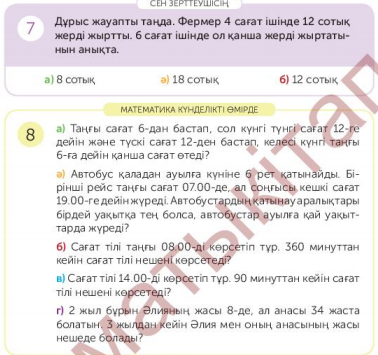 СЕН ЗЕРТТЕУШІСІҢ
7
Дұрыс жауапты таңда. Фермер 4 сағат ішінде 12 сотық
жерді жыртты. 6 сағат ішінде ол қанша жерді жыртаты-
нын анықта.
а) 8 сотық ә) 18 сотық б) 12 сотық
МАТЕМАТИКА КҮНДЕЛІКТІ ӨМІРДЕ
8
а) Таңғы сағат 6-дан бастап, сол күнгі түнгі сағат 12-ге
дейін және түскі сағат 12-ден бастап, келесі күнгі таңғы
6-ға дейін қанша сағат өтеді?
ә) Автобус қаладан ауылға күніне 6 рет қатынайды. Бі-
рінші рейс таңғы сағат 07.00-де, ал соңғысы кешкі сағат
19.00-ге дейін жүреді. Автобустардың қатынау аралықтары
бірдей уақытқа тең болса, автобустар ауылға қай уақыт-
тарда жүреді?
б) Сағат тілі таңғы 08.00-ді көрсетіп тұр. 360 минуттан
кейін сағат тілі нешені көрсетеді?
в) Сағат тілі 14.00-ді көрсетіп тұр. 90 минуттан кейін сағат
тілі нешені көрсетеді?
г) 2 жыл бұрын Әлияның жасы 8-де, ал анасы 34 жаста
болатын. 3 жылдан кейін Әлия мен оның анасының жасы
нешеде болады?